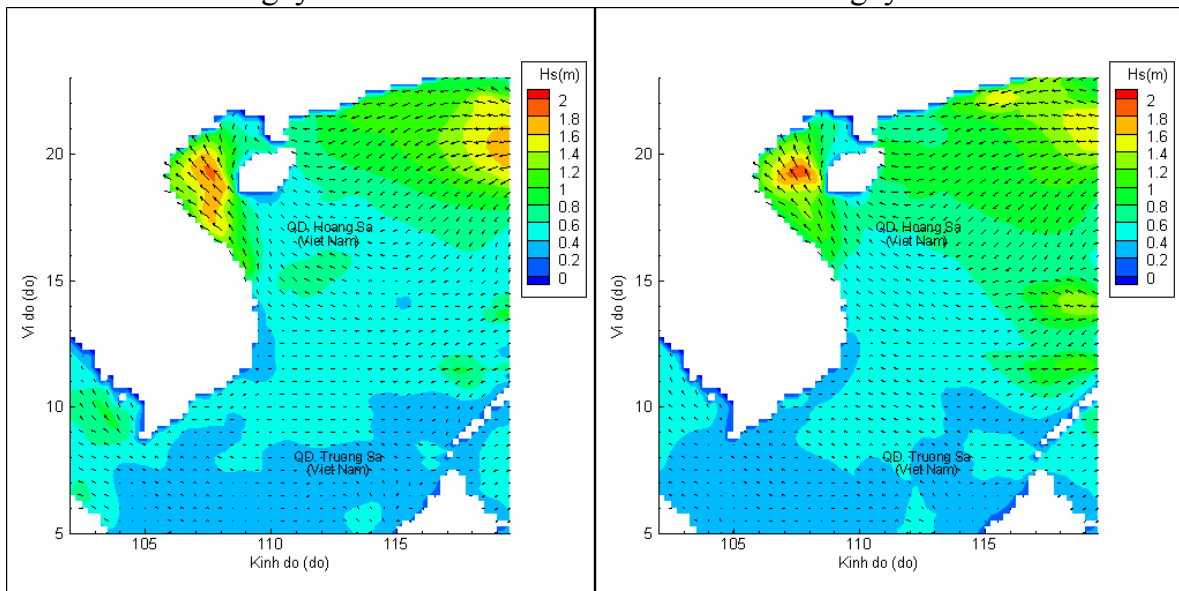 Hs(m)
2
1.8
1.6
1.4
1.2
1
0.8
0.6
0.4
0.2
0
20
15
10
5
Vi do (do)
QD. Hoang Sa
(Viet Nam)
QD. Truong Sa
(Viet Nam)
105
110
115
Kinh do (do)
Hs(m)
2
1.8
1.6
1.4
1.2
1
0.8
0.6
0.4
0.2
0
20
15
10
5
Vi do (do)
QD. Hoang Sa
(Viet Nam)
QD. Truong Sa
(Viet Nam)
105
110
115
Kinh do (do)